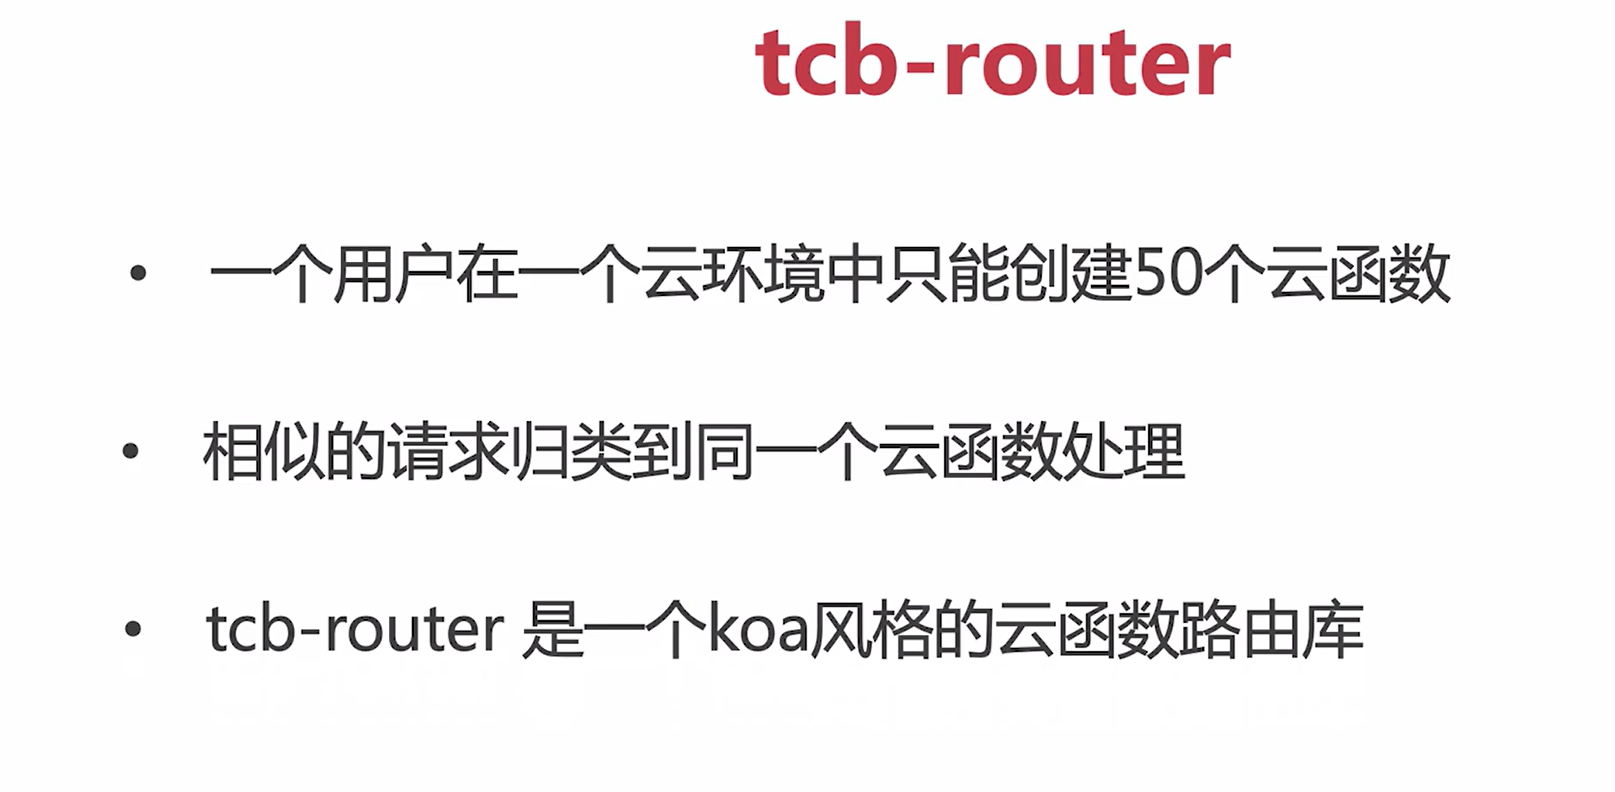 tcb-router
• 一个用户在一个云环境中只能创建50个云函数
• 相似的请求归类到同一个云函数处理
• tcb-router 是一个koa风格的云函数路由库